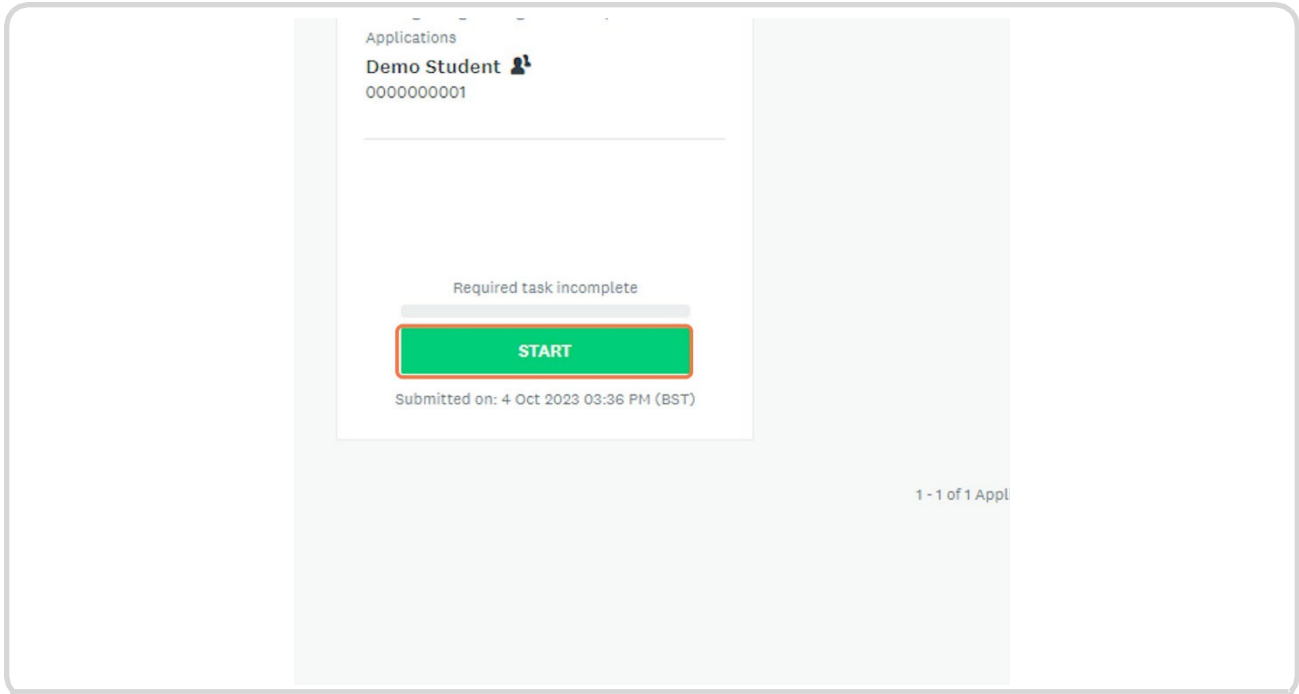 Applications
Demo Student
0000000001
Required task incomplete
START
Submitted on: 4 Oct 2023 03:36 PM (BST)
1 - 1 of 1 Appl